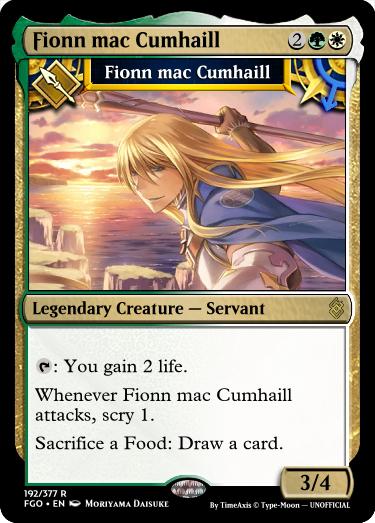 Fionn mac Cumhaill 2
Fionn mac Cumhaill
Legendary Creature — Servant
: You gain 2 life.
Whenever Fionn mac Cumhaill
attacks, scry 1.
Sacrifice a Food: Draw a card.
3/4
192/377 R
FGO • EN MORIYAMA DAISUKE
By TimeAxis © Type-Moon — UNOFFICIAL